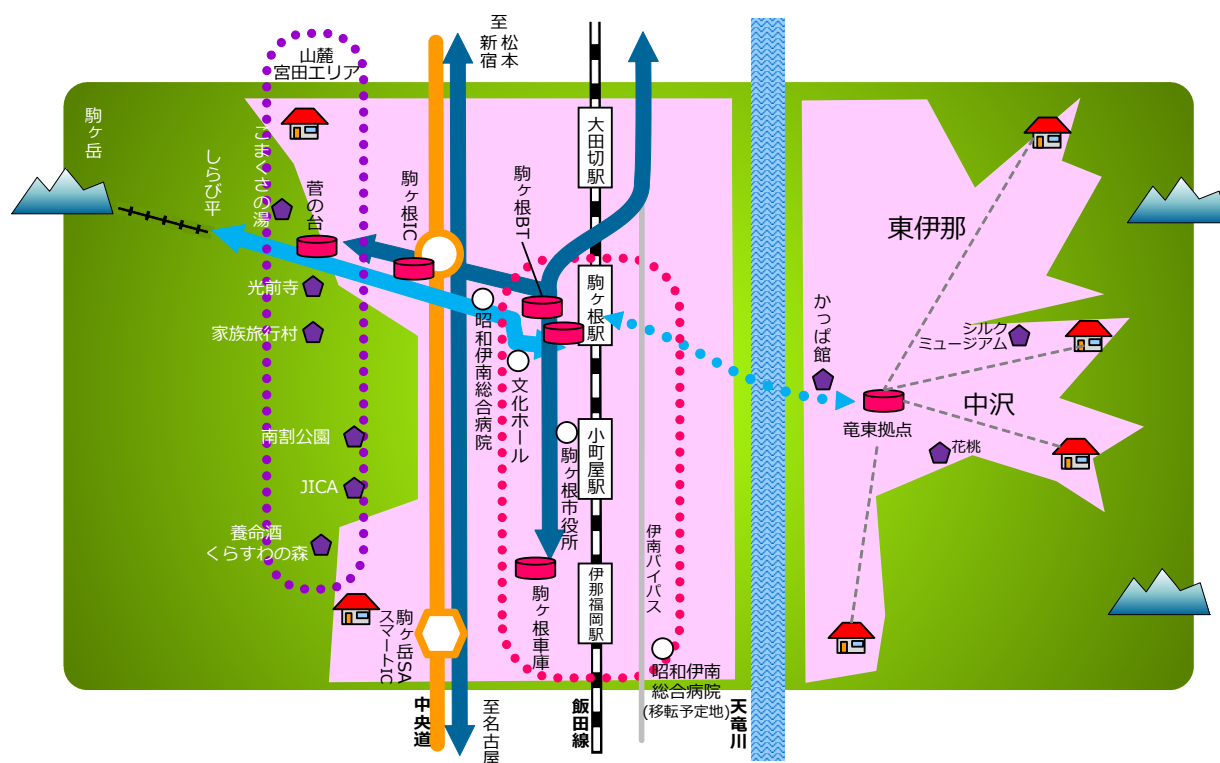 至
新宿
松本
山麓
宮田エリア
駒ヶ岳
しらび平
こまくさの湯
菅の台
駒ヶ根IC
駒ヶ根BT
大田切駅
駒ヶ根駅
東伊那
光前寺
家族旅行村
昭和伊南総合病院
文化ホール
かっぱ館
シルク
ミュージアム
中沢
竜東拠点
花桃
南割公園
JICA
養命酒
くらすわの森
小町屋駅
駒ヶ根市役所
伊南バイパス
伊那福岡駅
駒ヶ根車庫
駒ヶ岳SA
スマートIC
昭和伊南
総合病院
(移転予定地)
中央道
至名古屋
飯田線
天竜川